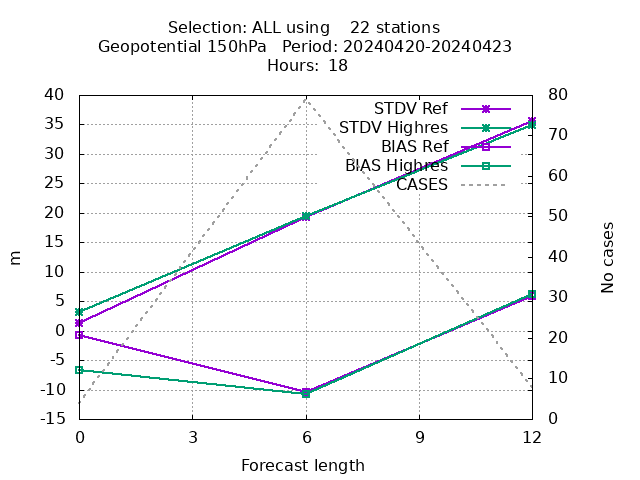 Selection: ALL using    22 stations
Geopotential 150hPa   Period: 20240420-20240423
Hours:  18
40
35
30
25
20
15
10
5
0
-5
-10
-15
m
80
70
60
50
40
30
20
10
0
No cases
STDV Ref
STDV Highres
BIAS Ref
BIAS Highres
CASES
0 3 6 9 12
Forecast length